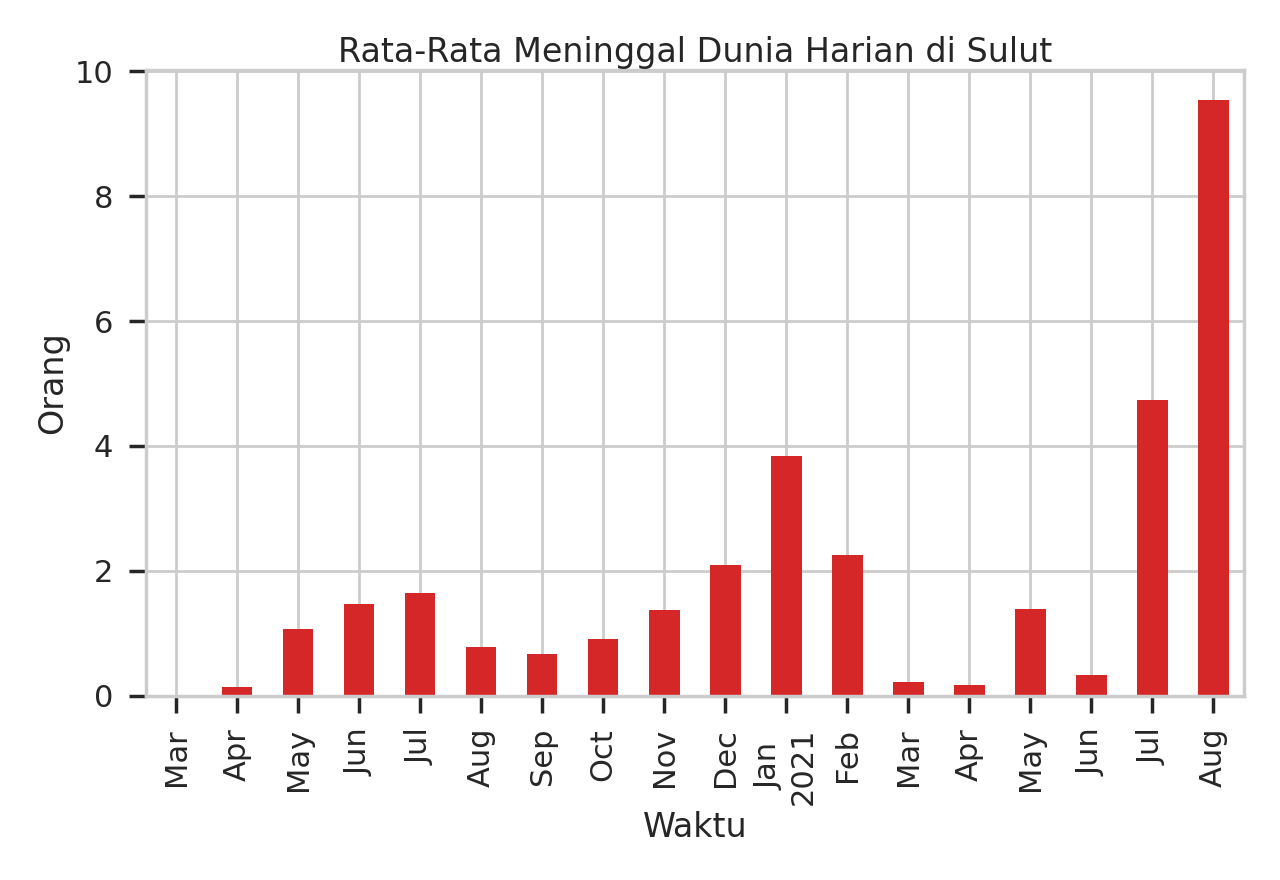 Rata-Rata Meninggal Dunia Harian di Sulut
10
8
6
4
2
0
Orang
Mar
Apr
May
Jun
Jul
Aug
Sep
Oct
Nov
Dec
Jan
2021
Feb
Mar
Apr
May
Jun
Jul
Aug
Waktu